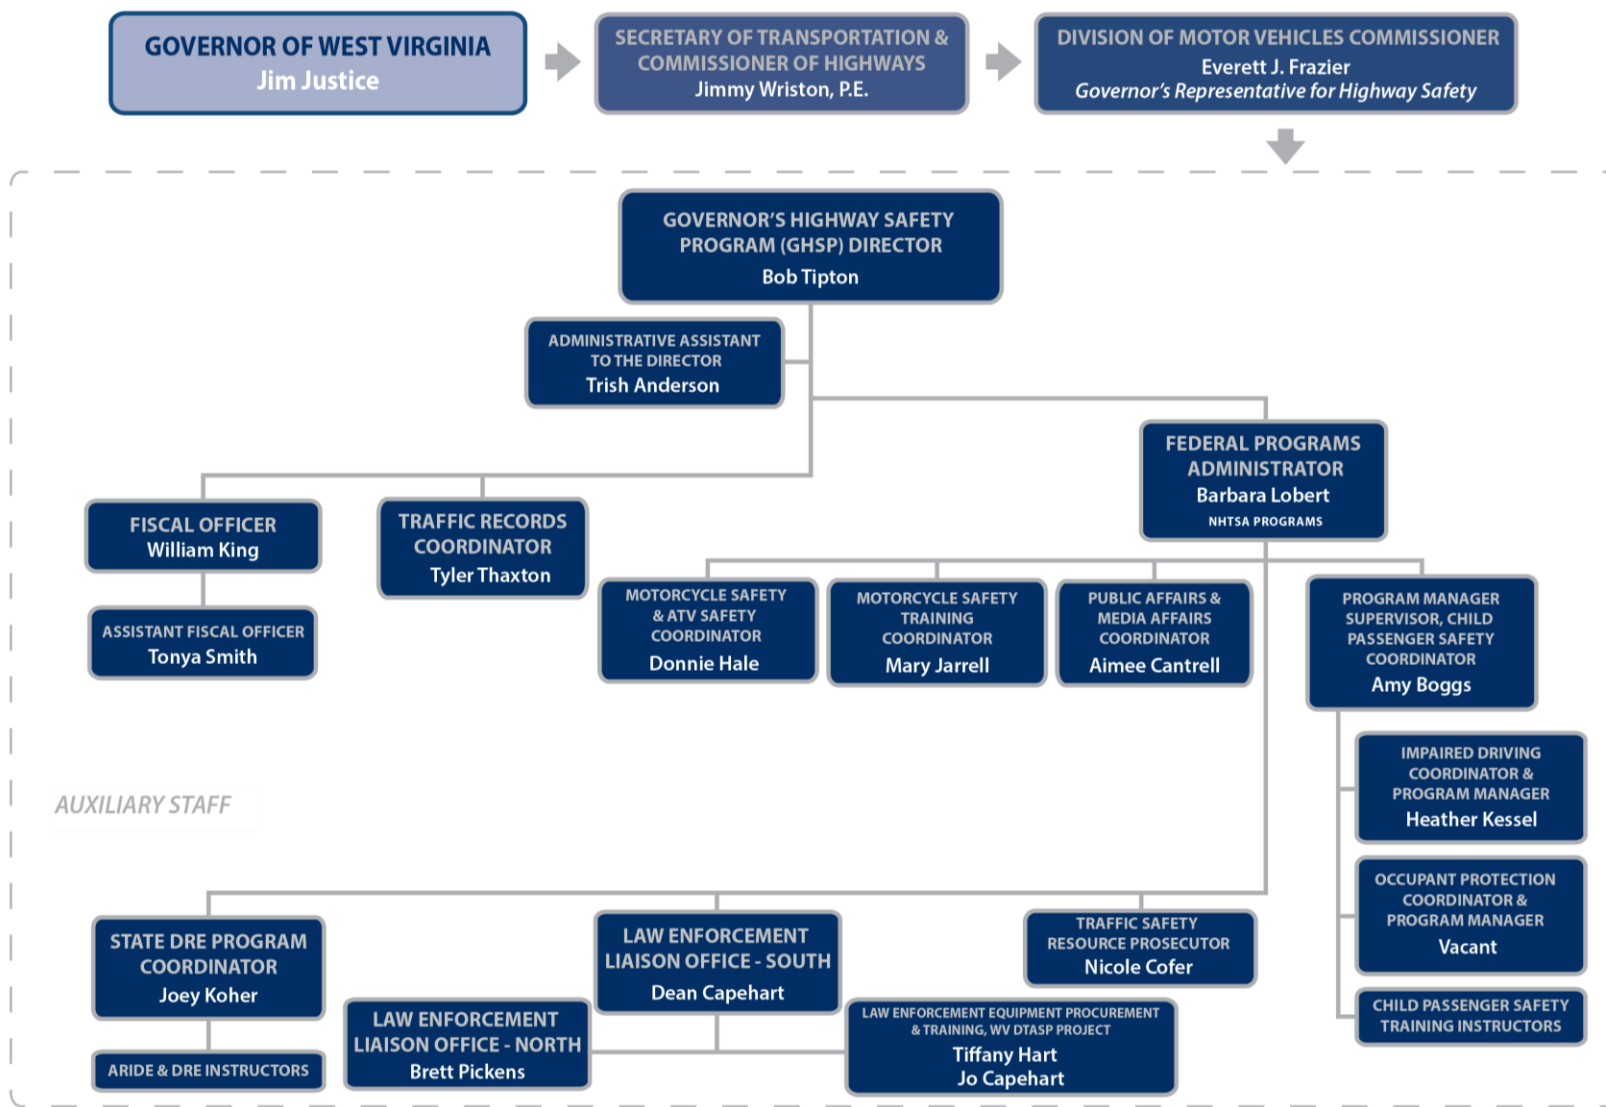 GOVERNOR OF WEST VIRGINIA
Jim Justice
SECRETARY OF TRANSPORTATION &
COMMISSIONER OF HIGHWAYS
Jimmy Wriston, P.E.
DIVISION OF MOTOR VEHICLES COMMISSIONER
Everett J. Frazier
Governor's Representative for Highway Safety
GOVERNOR'S HIGHWAY SAFETY
PROGRAM (GHSP) DIRECTOR
Bob Tipton
ADMINISTRATIVE ASSISTANT
TO THE DIRECTOR
Trish Anderson
FEDERAL PROGRAMS
ADMINISTRATOR
Barbara Lobert
NHTSA PROGRAMS
FISCAL OFFICER
William King
TRAFFIC RECORDS
COORDINATOR
Tyler Thaxton
ASSISTANT FISCAL OFFICER
Tonya Smith
MOTORCYCLE SAFETY
& ATV SAFETY
COORDINATOR
Donnie Hale
MOTORCYCLE SAFETY
TRAINING
COORDINATOR
Mary Jarrell
PUBLIC AFFAIRS &
MEDIA AFFAIRS
COORDINATOR
Aimee Cantrell
PROGRAM MANAGER
SUPERVISOR, CHILD
PASSENGER SAFETY
COORDINATOR
Amy Boggs
IMPAIRED DRIVING
COORDINATOR &
PROGRAM MANAGER
Heather Kessel
OCCUPANT PROTECTION
COORDINATOR &
PROGRAM MANAGER
Vacant
CHILD PASSENGER SAFETY
TRAINING INSTRUCTORS
AUXILIARY STAFF
STATE DRE PROGRAM
COORDINATOR
Joey Koher
ARIDE & DRE INSTRUCTORS
LAW ENFORCEMENT
LIAISON OFFICE - SOUTH
Dean Capehart
LAW ENFORCEMENT
LIAISON OFFICE - NORTH
Brett Pickens
LAW ENFORCEMENT EQUIPMENT PROCUREMENT
& TRAINING, WV DTASP PROJECT
Tiffany Hart
Jo Capehart
TRAFFIC SAFETY
RESOURCE PROSECUTOR
Nicole Cofer